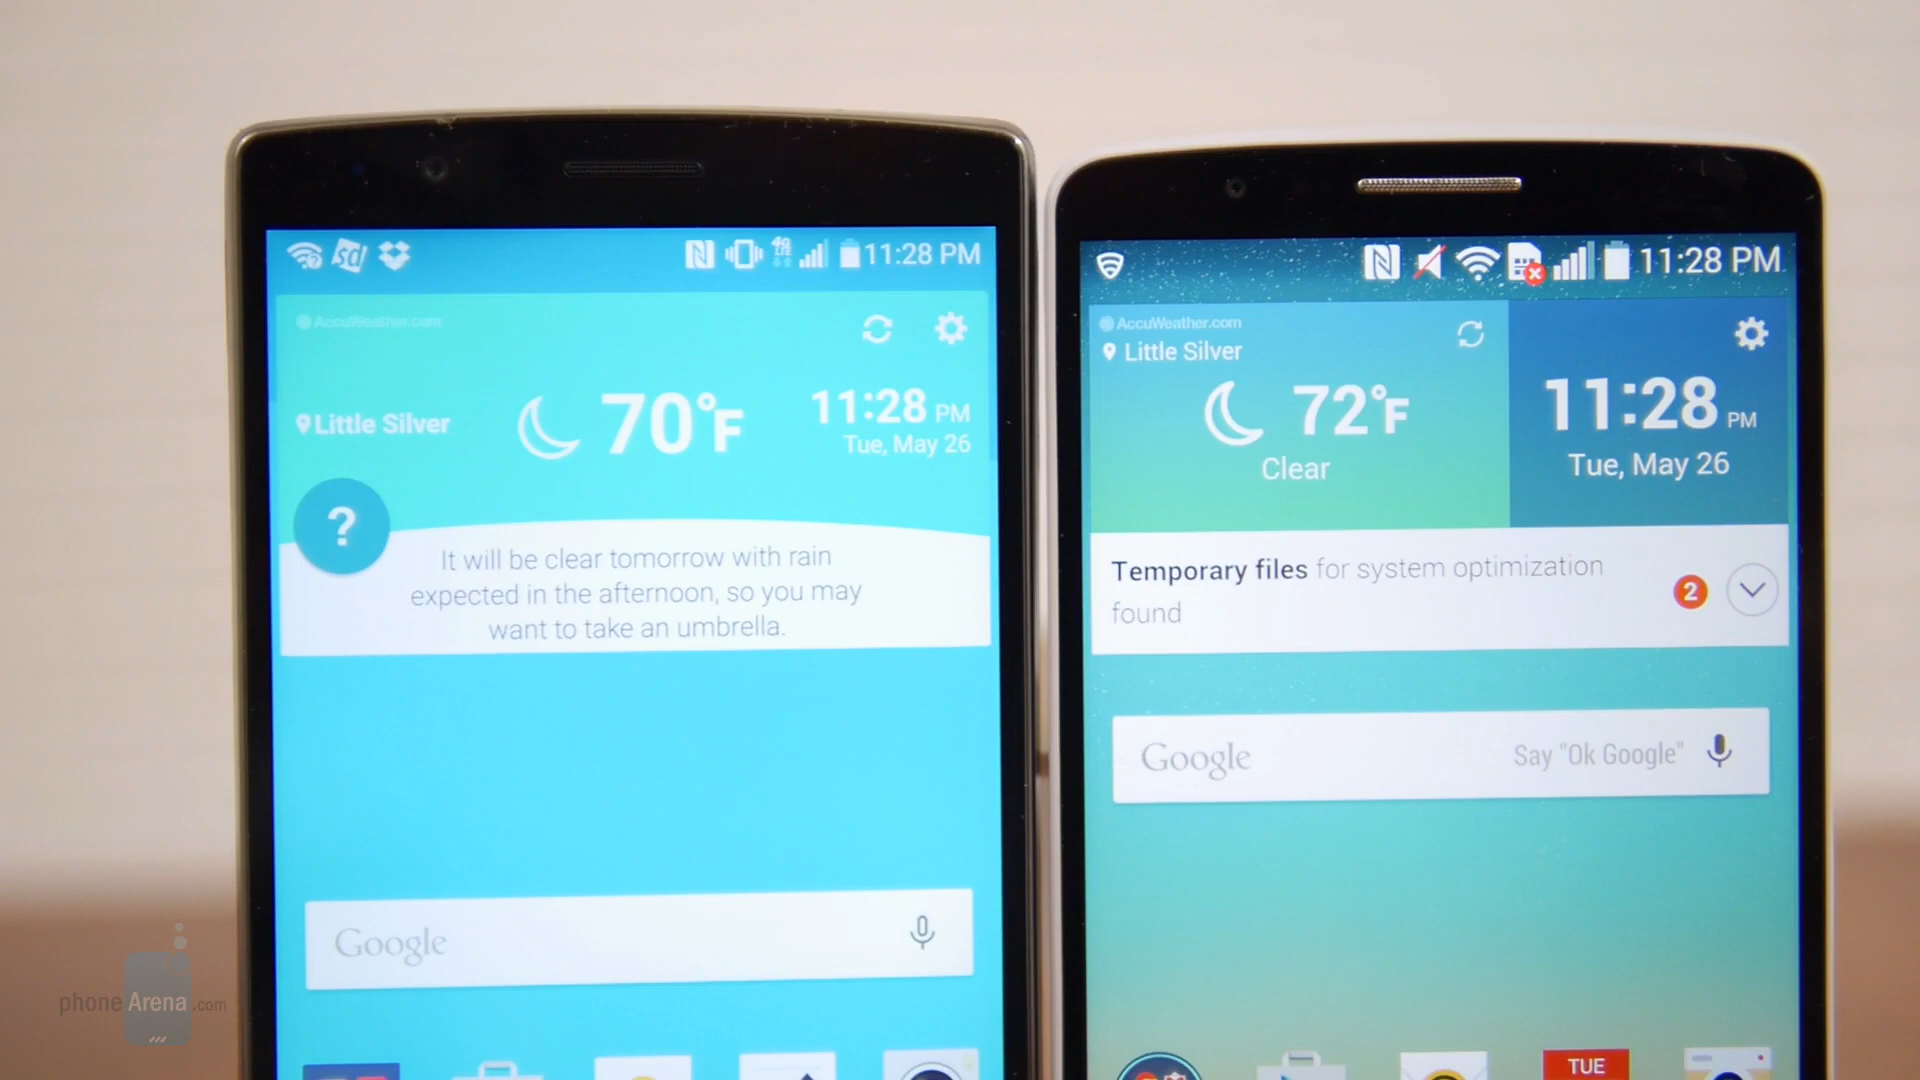 sd 4G LTE 11:28 PM
AccuWeather.com
Little Silver
70°F
11:28 PM
Tue, May 26
?
It will be clear tomorrow with rain
expected in the afternoon, so you may
want to take an umbrella.
Google
11:28 PM
AccuWeather.com
Little Silver
72°F
Clear
11:28 PM
Tue, May 26
Temporary files for system optimization
found
2
Google Say "Ok Google"
TUE
phoneArena.com